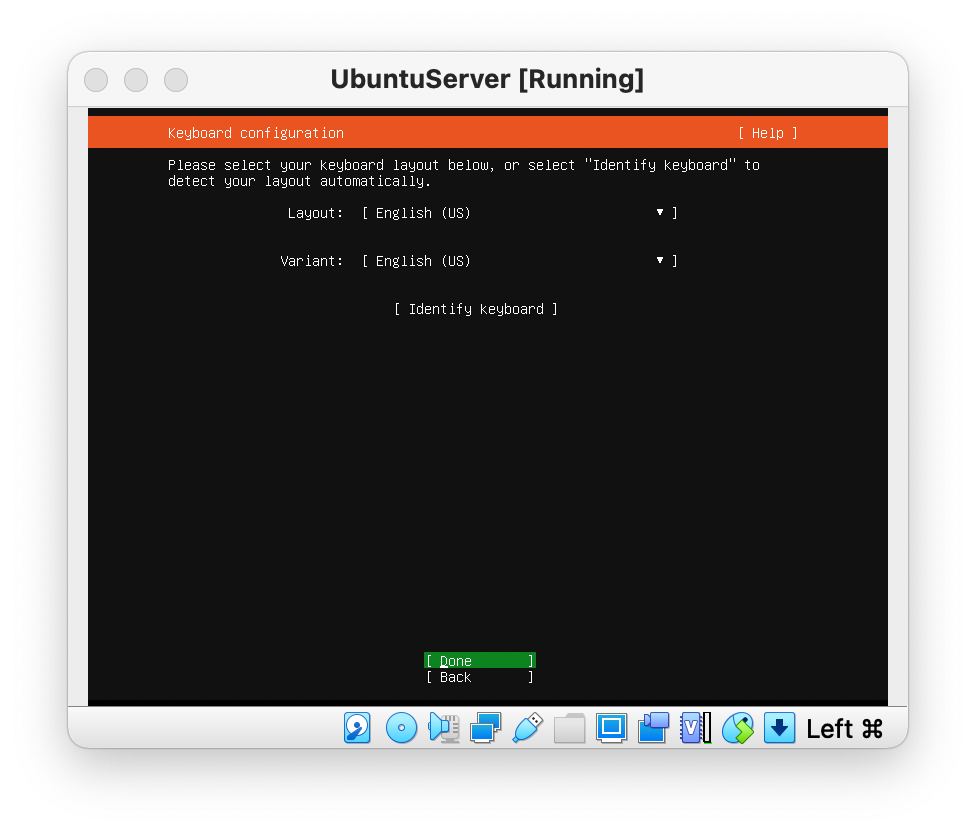 UbuntuServer [Running]
Keyboard configuration [ Help ]
Please select your keyboard layout below, or select "Identify keyboard" to
detect your layout automatically.
Layout: [ English (US) ▾ ]
Variant: [ English (US) ▾ ]
[ Identify keyboard ]
[ Done ]
[ Back ]
V
Left ⌘